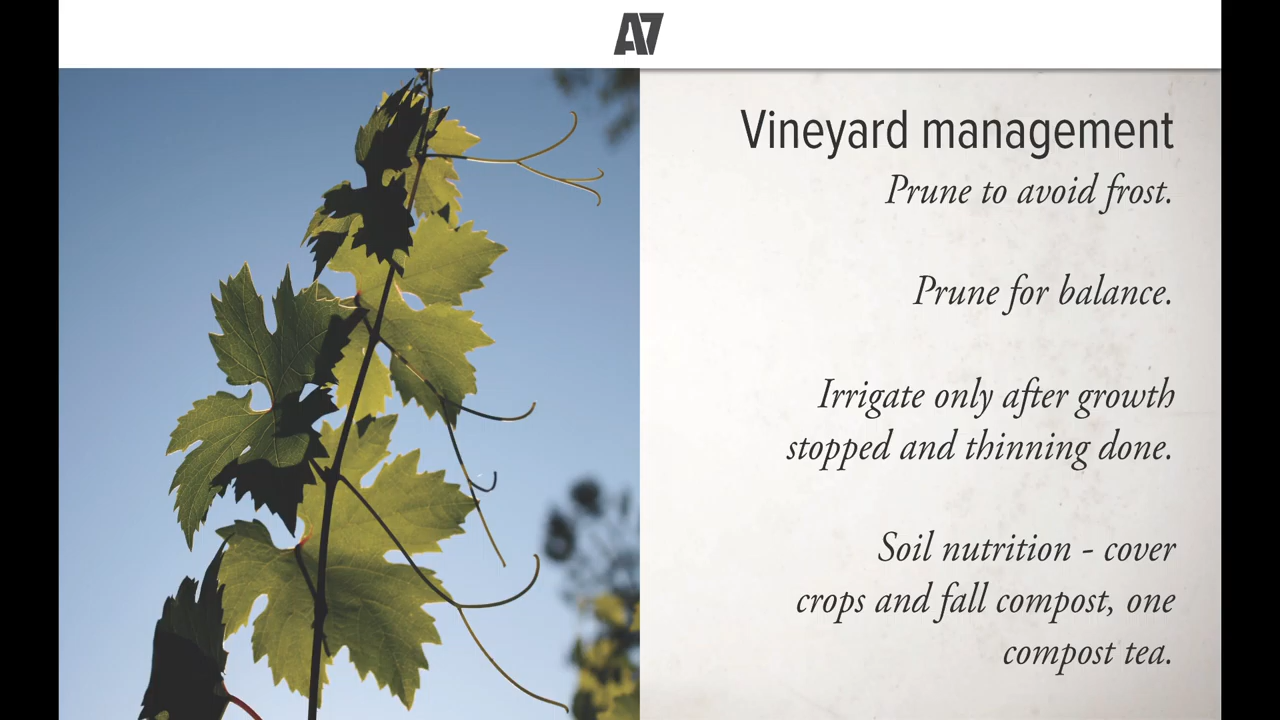 A7
Vineyard management
Prune to avoid frost.
Prune for balance.
Irrigate only after growth
stopped and thinning done.
Soil nutrition - cover
crops and fall compost, one
compost tea.